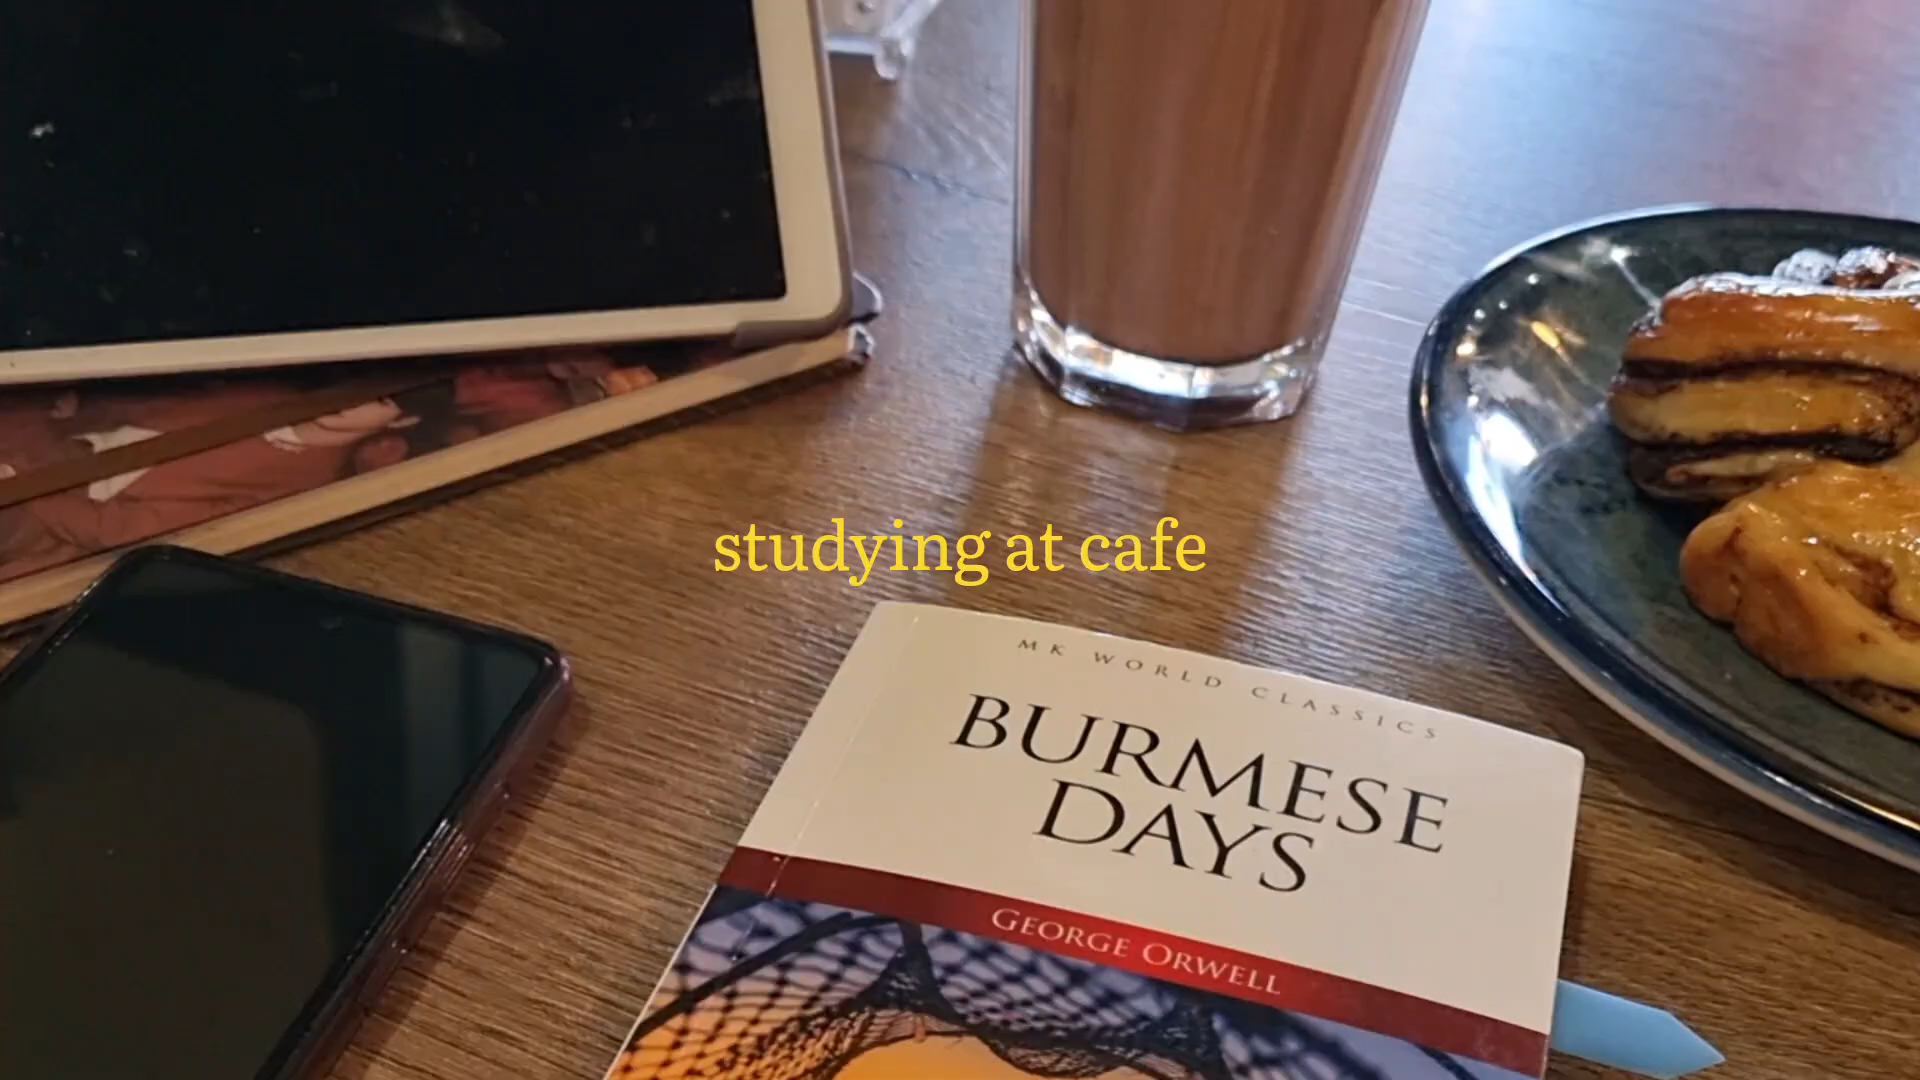 studying at cafe
MK WORLD CLASSICS
BURMESE
DAYS
GEORGE ORWELL